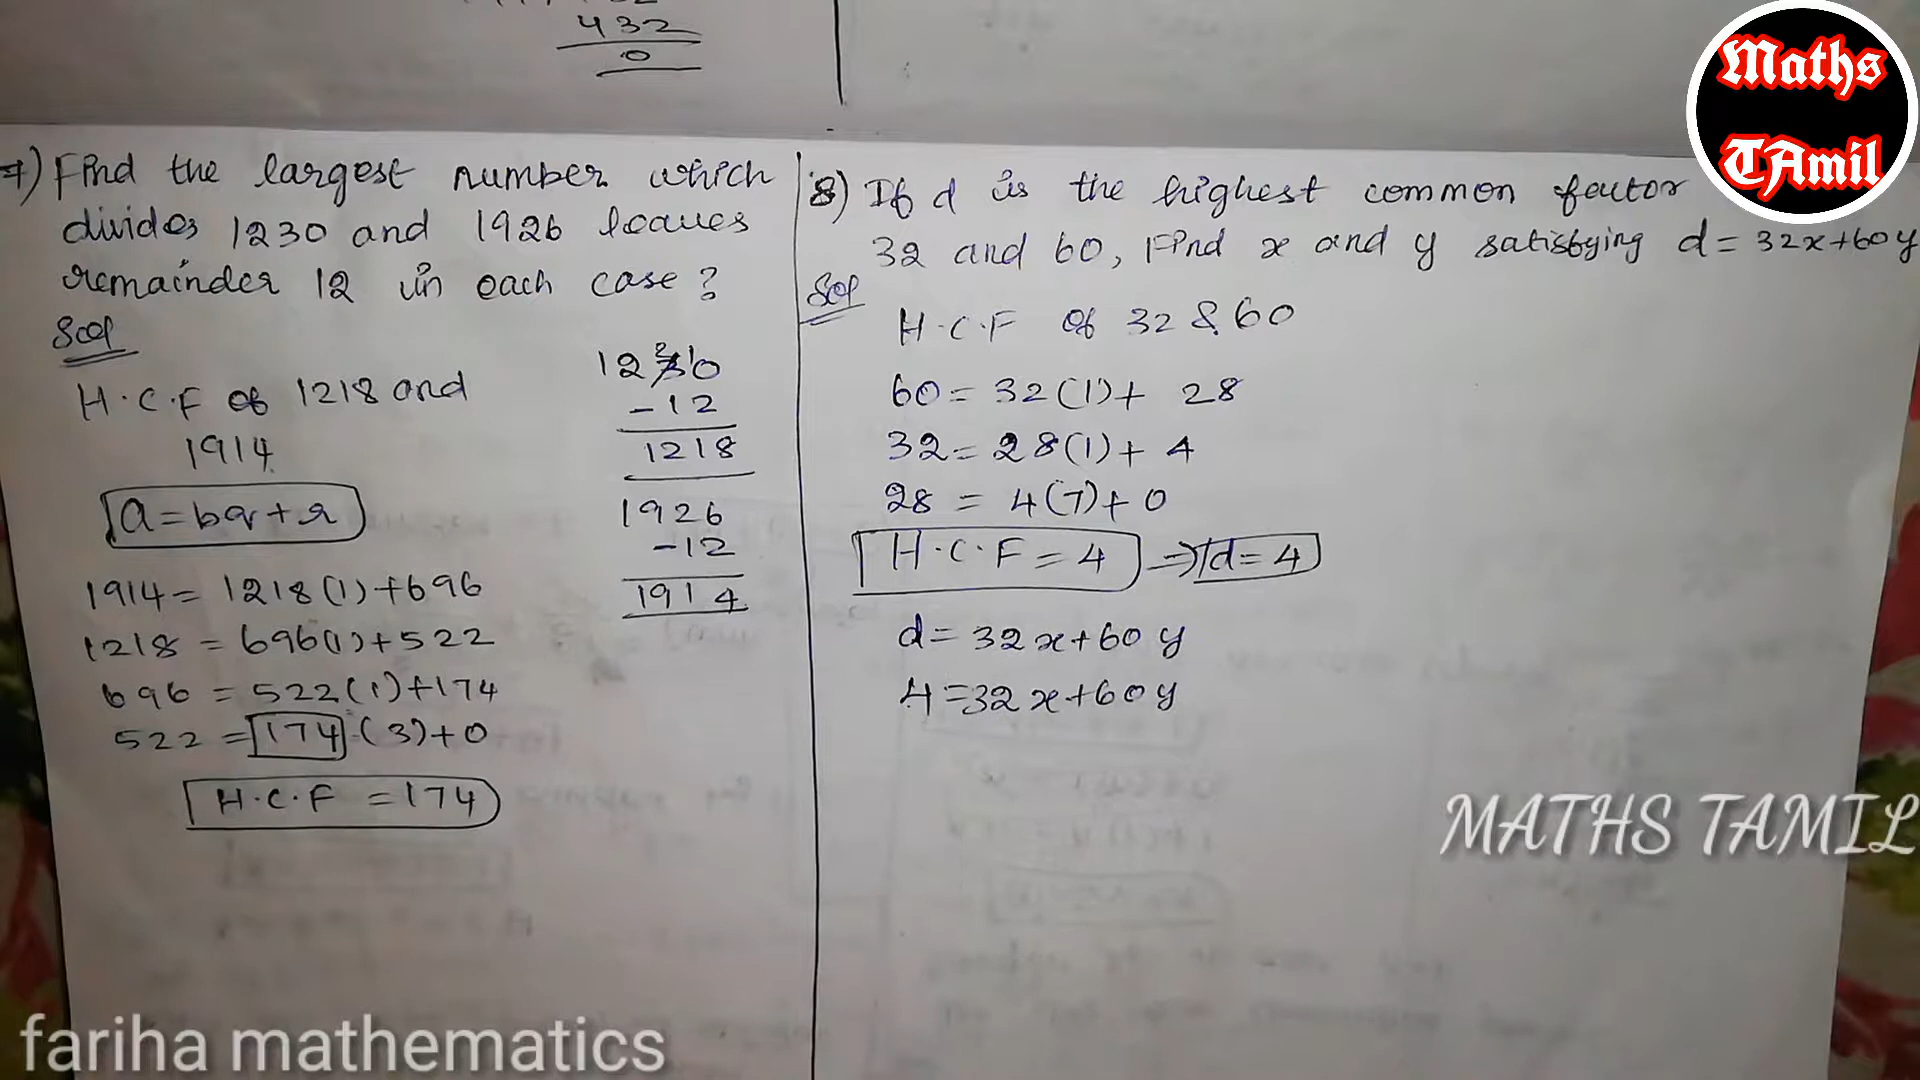 432
0
7) Find the largest number which
divides 1230 and 1926 leaves
remainder 12 in each case?
Sol
H.C.F of 1218 and
1914
a=bq+r
1914= 1218(1)+696
1218 = 696(1)+522
696 = 522(1)+174
522 = 174 (3)+0
H.C.F = 174
1230
-12
1218
1926
-12
1914
8) If d is the highest common factor
32 and 60, Find x and y satisfying d=32x+60y
Sol
H.C.F of 32 & 60
60= 32(1)+ 28
32= 28(1)+ 4
28 = 4(7)+0
H.C.F=4 ⇒ d=4
d= 32x+60y
4=32x+60y
Maths
TAmil
MATHS TAMIL
fariha mathematics